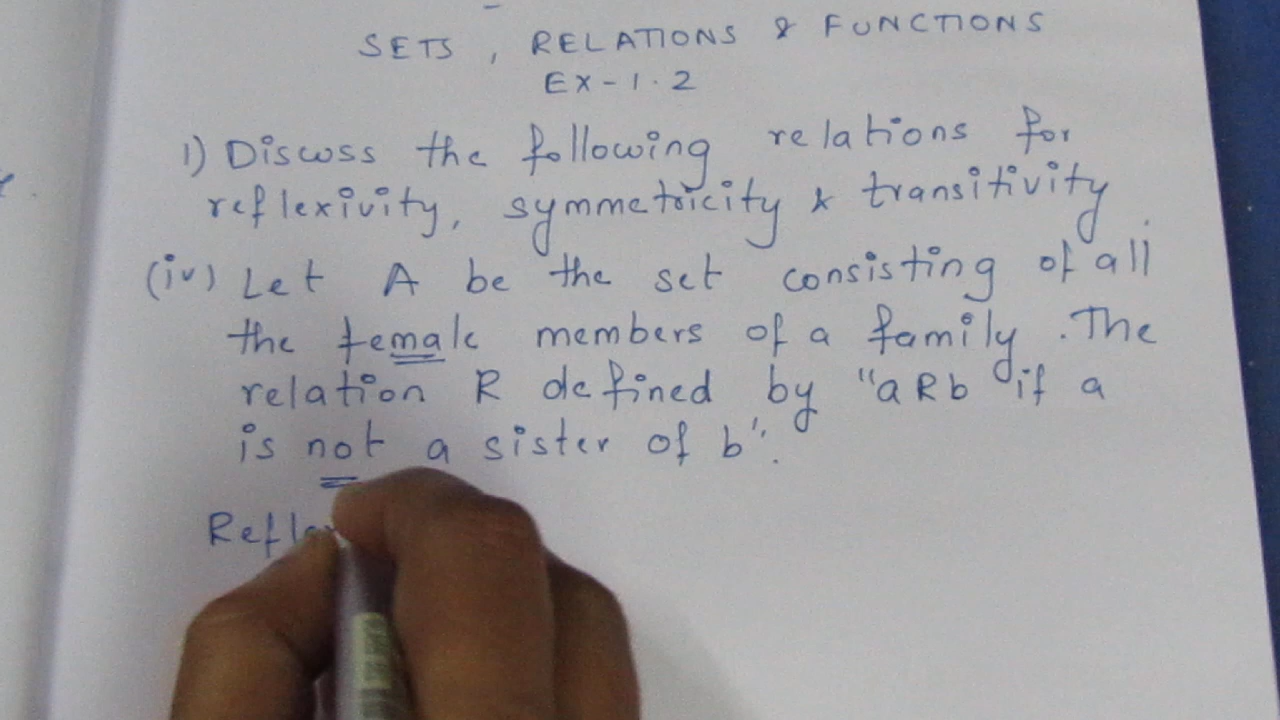 SETS, RELATIONS & FUNCTIONS
EX-1.2
1) Discuss the following relations for
reflexivity, symmetricity & transitivity
(iv) Let A be the set consisting of all
the female members of a family. The
relation R defined by "aRb if a
is not a sister of b".